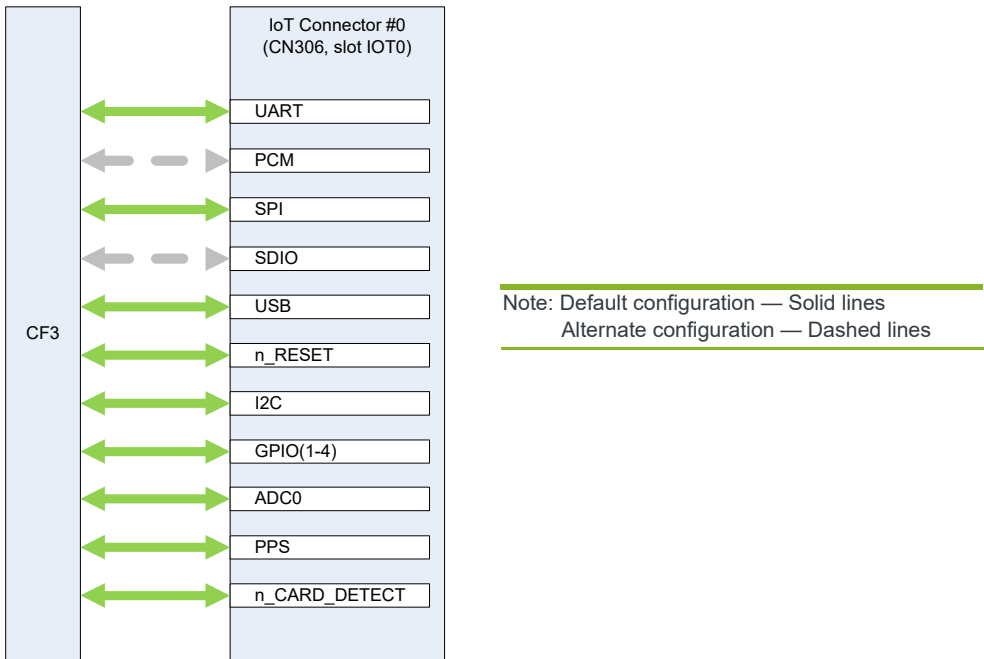 IoT Connector #0
(CN306, slot IOT0)
UART
PCM
SPI
SDIO
USB
n_RESET
I2C
GPIO(1-4)
ADC0
PPS
n_CARD_DETECT
CF3
Note: Default configuration — Solid lines
Alternate configuration — Dashed lines